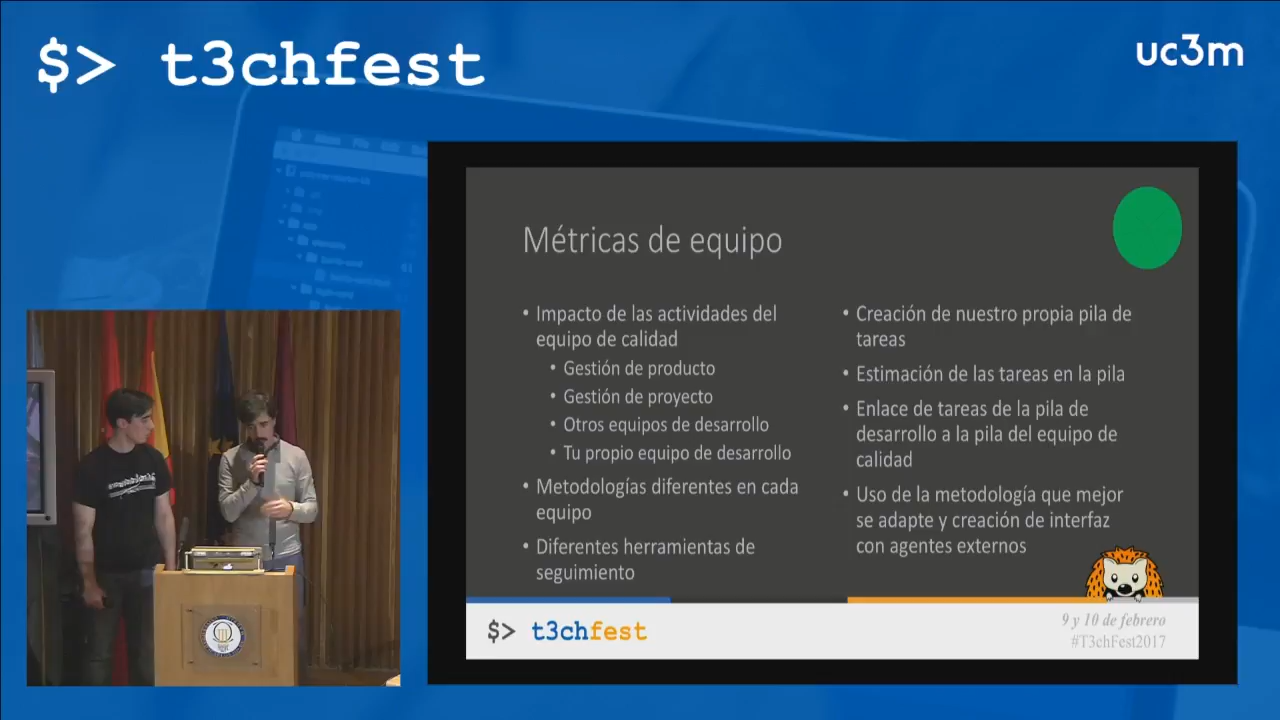 $> t3chfest
uc3m
Métricas de equipo
• Impacto de las actividades del
equipo de calidad
• Gestión de producto
• Gestión de proyecto
• Otros equipos de desarrollo
• Tu propio equipo de desarrollo
• Metodologías diferentes en cada
equipo
• Diferentes herramientas de
seguimiento
• Creación de nuestro propia pila de
tareas
• Estimación de las tareas en la pila
• Enlace de tareas de la pila de
desarrollo a la pila del equipo de
calidad
• Uso de la metodología que mejor
se adapte y creación de interfaz
con agentes externos
$> t3chfest
9 y 10 de febrero
#T3chFest2017